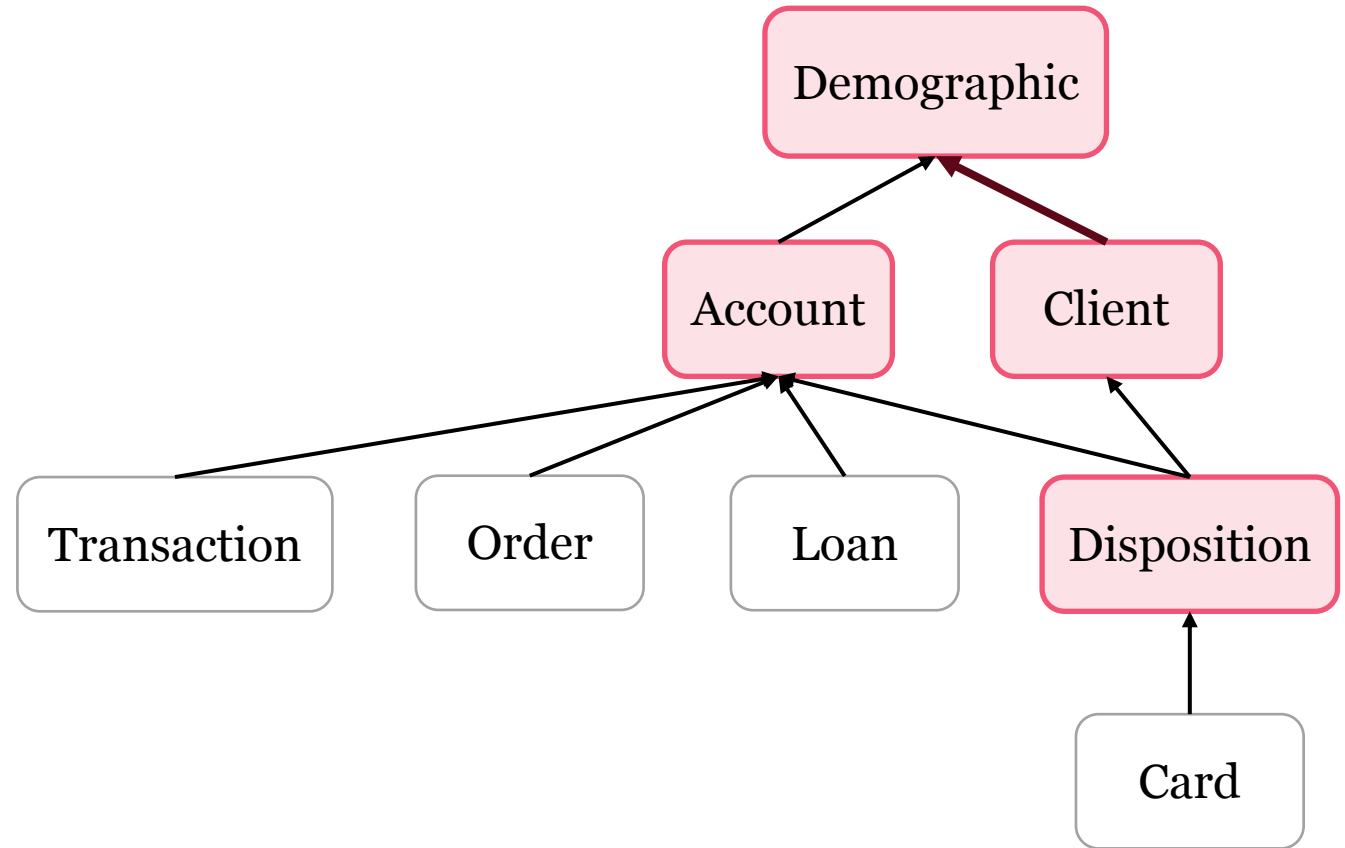 Demographic
Account
Client
Transaction
Order
Loan
Disposition
Card